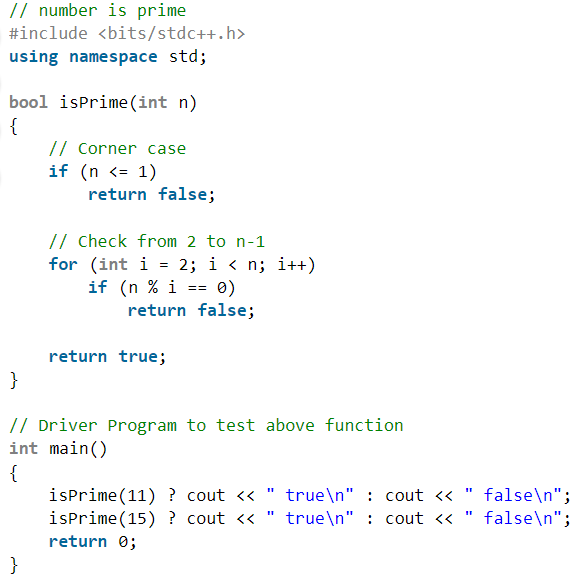 // number is prime
#include <bits/stdc++.h>
using namespace std;

bool isPrime(int n)
{
    // Corner case
    if (n <= 1)
        return false;

    // Check from 2 to n-1
    for (int i = 2; i < n; i++)
        if (n % i == 0)
            return false;

    return true;
}

// Driver Program to test above function
int main()
{
    isPrime(11) ? cout << " true\n" : cout << " false\n";
    isPrime(15) ? cout << " true\n" : cout << " false\n";
    return 0;
}